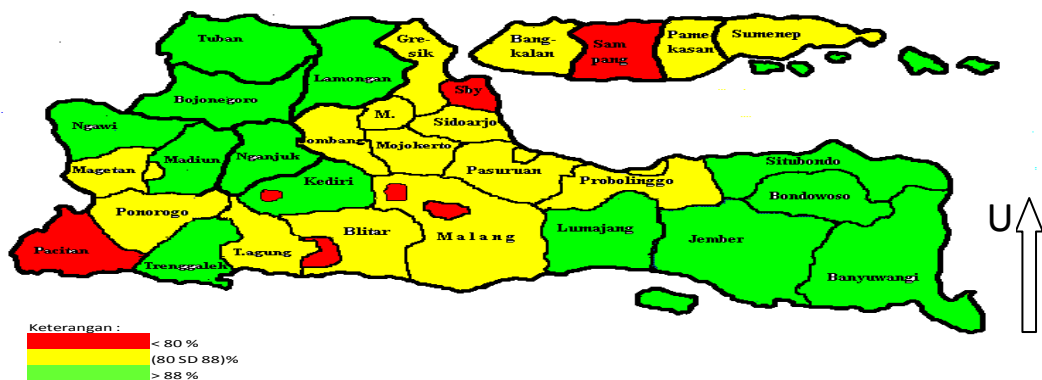 Tuban
Gre-
sik
Bang-
kalan
Sam
pang
Pame
kasan
Sumenep
Lamongan
Bojonegoro
Sby
M.
Sidoarjo
Ngawi
ombang
Mojokerto
Magetan
Madiun
Nganjuk
Kediri
Pasuruan
Probolinggo
Situbondo
Bondowoso
Ponorogo
Pacitan
Trenggalek
T.agung
Blitar
Malang
Lumajang
Jember
Banyuwangi
U
Keterangan :
< 80 %
(80 SD 88)%
> 88 %